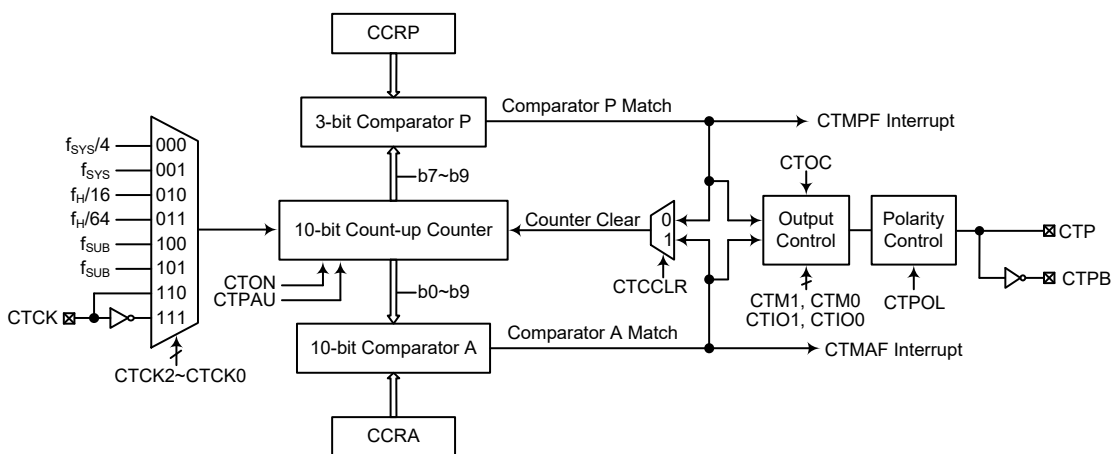 CCRP
3-bit Comparator P
Comparator P Match
CTMPF Interrupt
b7~b9
fSYS/4
000
fSYS
001
fH/16
010
fH/64
011
fSUB
100
fSUB
101
110
111
CTCK
CTCK2~CTCK0
10-bit Count-up Counter
CTON
CTPAU
Counter Clear
0
1
CTCCLR
CTOC
Output
Control
CTM1, CTM0
CTIO1, CTIO0
Polarity
Control
CTPOL
CTP
CTPB
b0~b9
10-bit Comparator A
Comparator A Match
CTMAF Interrupt
CCRA